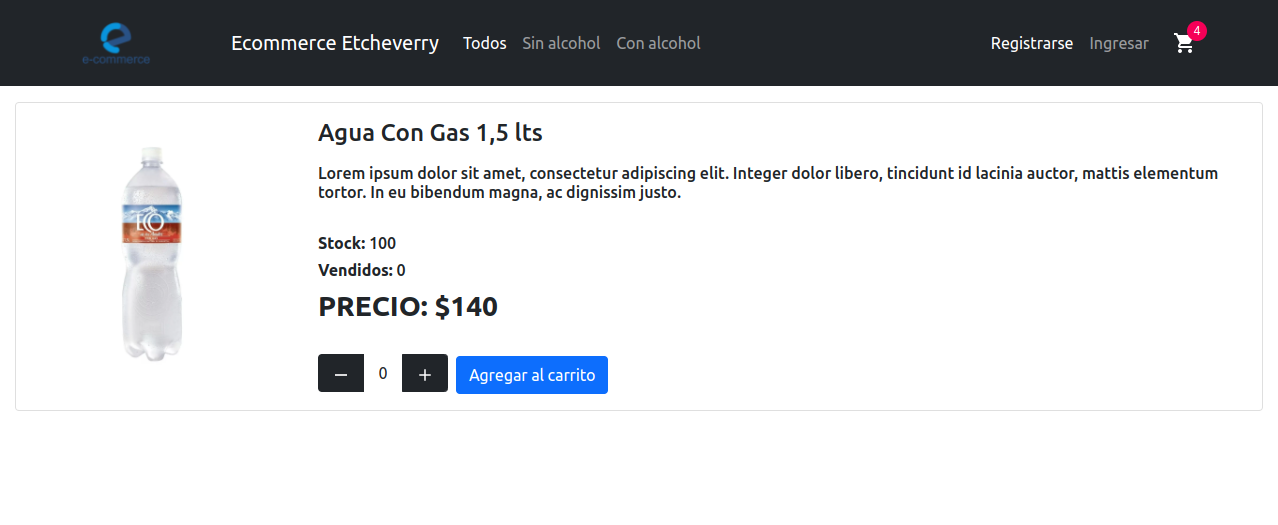 e-commerce
Ecommerce Etcheverry Todos Sin alcohol Con alcohol Registrarse Ingresar 4
Agua Con Gas 1,5 lts
Lorem ipsum dolor sit amet, consectetur adipiscing elit. Integer dolor libero, tincidunt id lacinia auctor, mattis elementum
tortor. In eu bibendum magna, ac dignissim justo.
ECO
Stock: 100
Vendidos: 0
PRECIO: $140
− 0 + Agregar al carrito